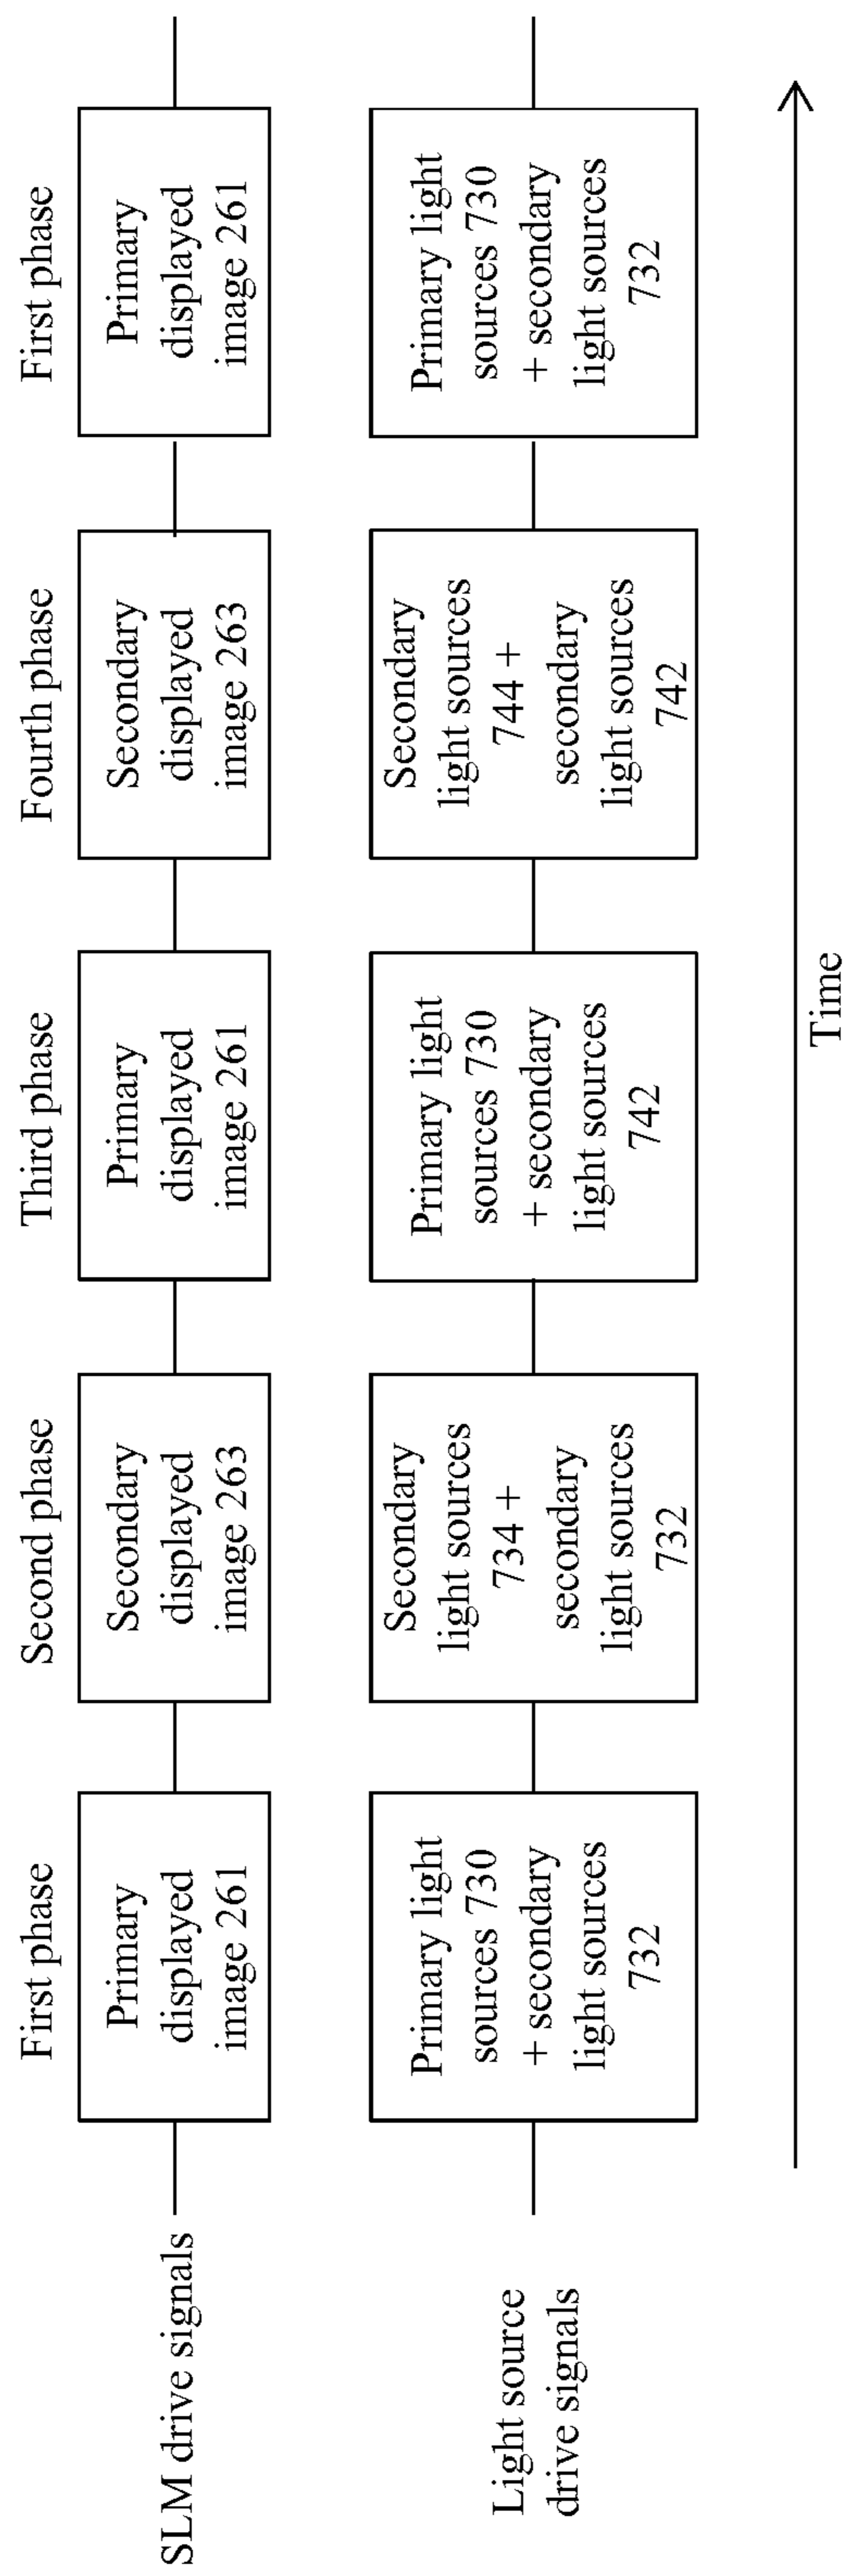 First phase
Second phase
Third phase
Fourth phase
First phase
SLM drive signals
Primary
displayed
image 261
Secondary
displayed
image 263
Primary
displayed
image 261
Secondary
displayed
image 263
Primary
displayed
image 261
Light source
drive signals
Primary light
sources 730
+ secondary
light sources
732
Secondary
light sources
734 +
secondary
light sources
732
Primary light
sources 730
+ secondary
light sources
742
Secondary
light sources
744 +
secondary
light sources
742
Primary light
sources 730
+ secondary
light sources
732
Time